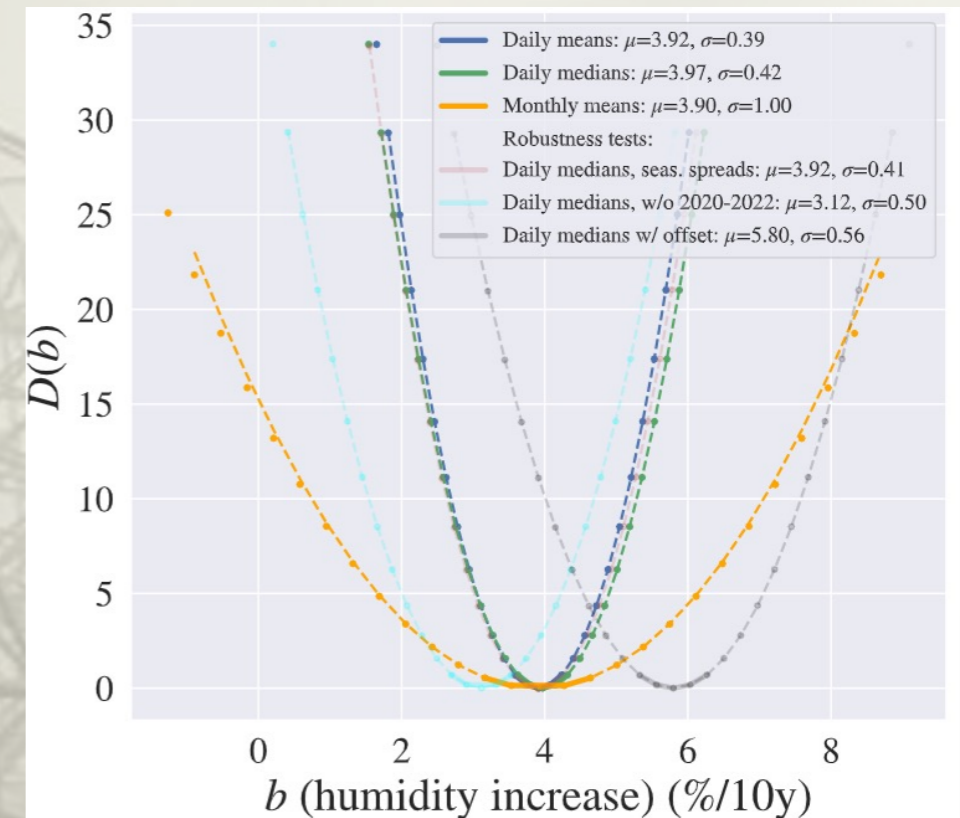 35
30
25
20
15
10
5
0
D(b)
Daily means: μ=3.92, σ=0.39
Daily medians: μ=3.97, σ=0.42
Monthly means: μ=3.90, σ=1.00
Robustness tests:
Daily medians, seas. spreads: μ=3.92, σ=0.41
Daily medians, w/o 2020-2022: μ=3.12, σ=0.50
Daily medians w/ offset: μ=5.80, σ=0.56
0 2 4 6 8
b (humidity increase) (%/10y)